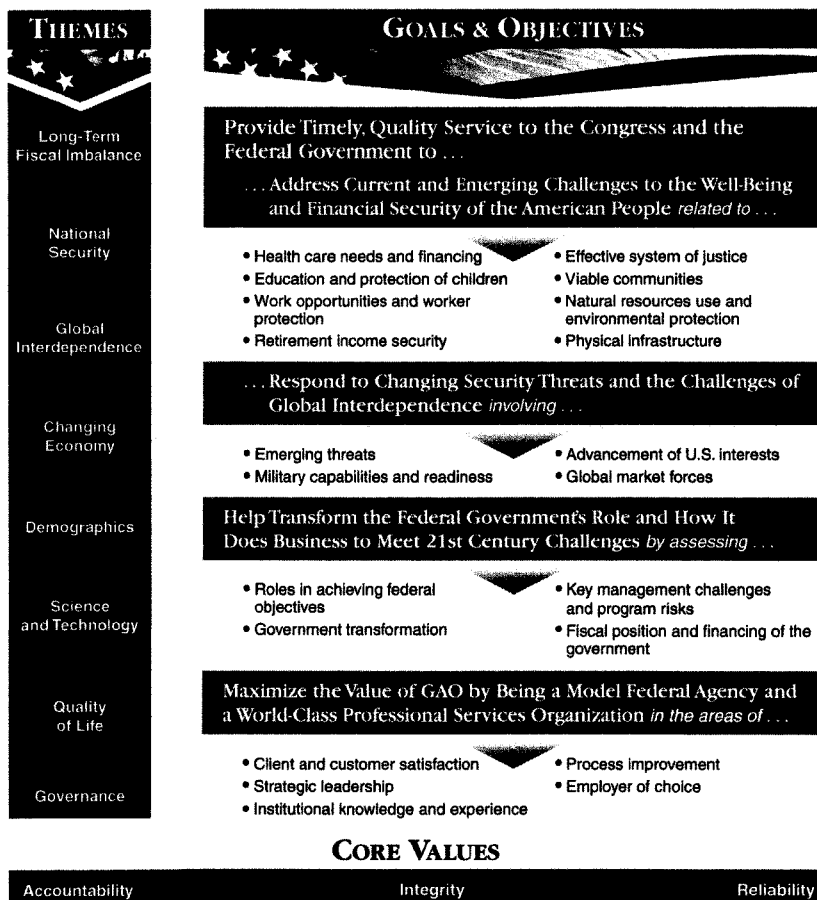 THEMES
Long-Term
Fiscal Imbalance
National
Security
Global
Interdependence
Changing
Economy
Demographics
Science
and Technology
Quality
of Life
Governance
GOALS & OBJECTIVES
Provide Timely, Quality Service to the Congress and the
Federal Government to ...
... Address Current and Emerging Challenges to the Well-Being
and Financial Security of the American People related to ...
• Health care needs and financing
• Education and protection of children
• Work opportunities and worker
protection
• Retirement income security
• Effective system of justice
• Viable communities
• Natural resources use and
environmental protection
• Physical infrastructure
... Respond to Changing Security Threats and the Challenges of
Global Interdependence involving ...
• Emerging threats
• Military capabilities and readiness
• Advancement of U.S. interests
• Global market forces
Help Transform the Federal Government's Role and How It
Does Business to Meet 21st Century Challenges by assessing ...
• Roles in achieving federal
objectives
• Government transformation
• Key management challenges
and program risks
• Fiscal position and financing of the
government
Maximize the Value of GAO by Being a Model Federal Agency and
a World-Class Professional Services Organization in the areas of ...
• Client and customer satisfaction
• Strategic leadership
• Institutional knowledge and experience
• Process improvement
• Employer of choice
CORE VALUES
Accountability
Integrity
Reliability